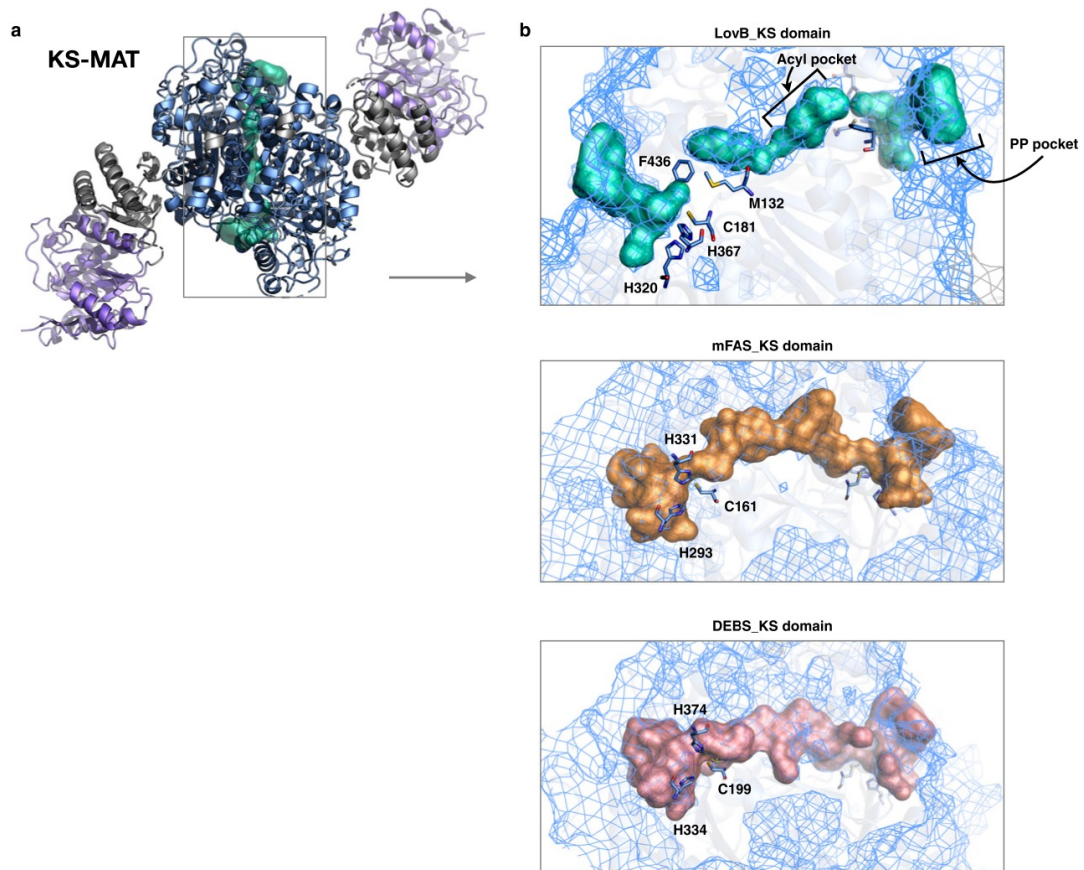 a
KS-MAT
b
LovB_KS domain
Acyl pocket
PP pocket
F436
M132
C181
H367
H320
mFAS_KS domain
H331
C161
H293
DEBS_KS domain
H374
C199
H334